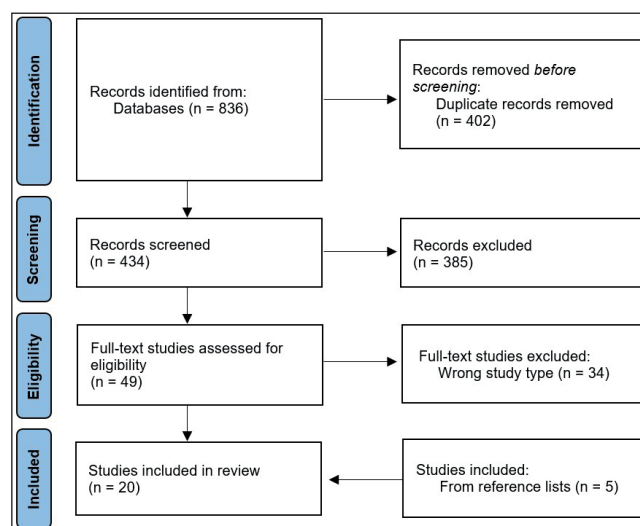 Identification
Records identified from:
Databases (n = 836)
Records removed before
screening:
Duplicate records removed
(n = 402)
Screening
Records screened
(n = 434)
Records excluded
(n = 385)
Eligibility
Full-text studies assessed for
eligibility
(n = 49)
Full-text studies excluded:
Wrong study type (n = 34)
Included
Studies included in review
(n = 20)
Studies included:
From reference lists (n = 5)